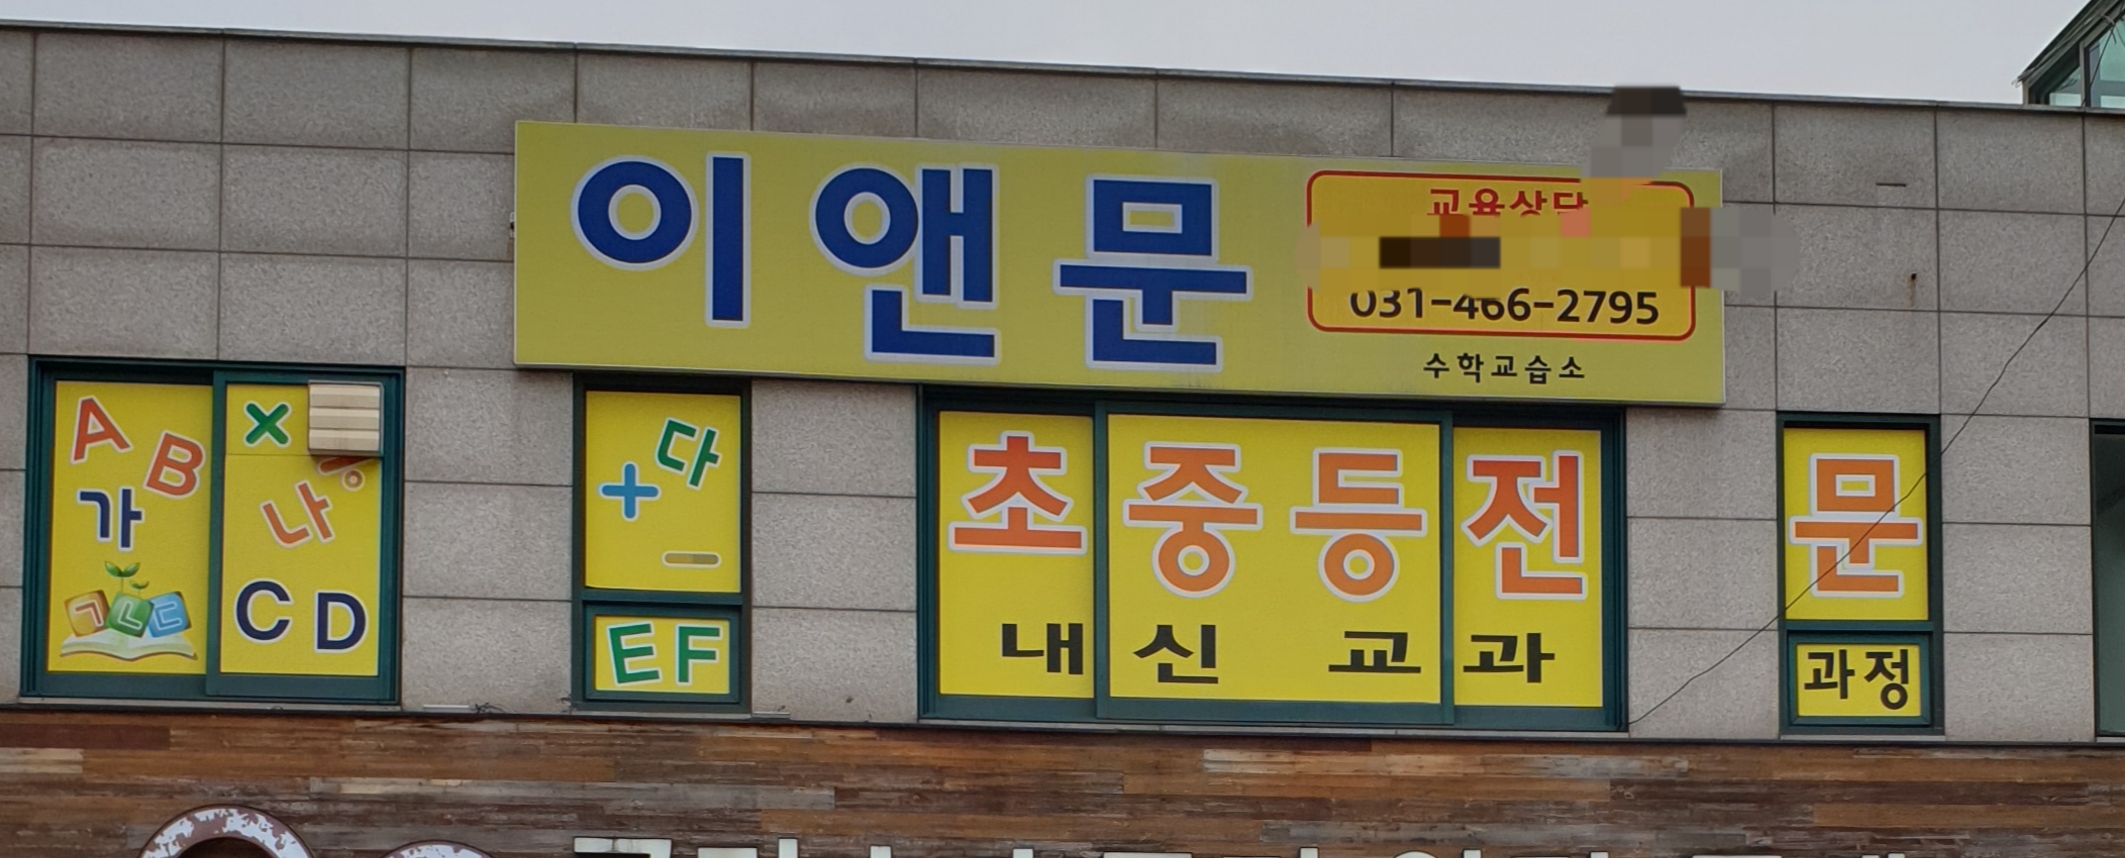 이앤문
교육상담
031-466-2795
수학교습소
A B
가
ㄱㄴㄷ
×
나
C D
다
+
−
EF
초중등전문
내신 교과 과정